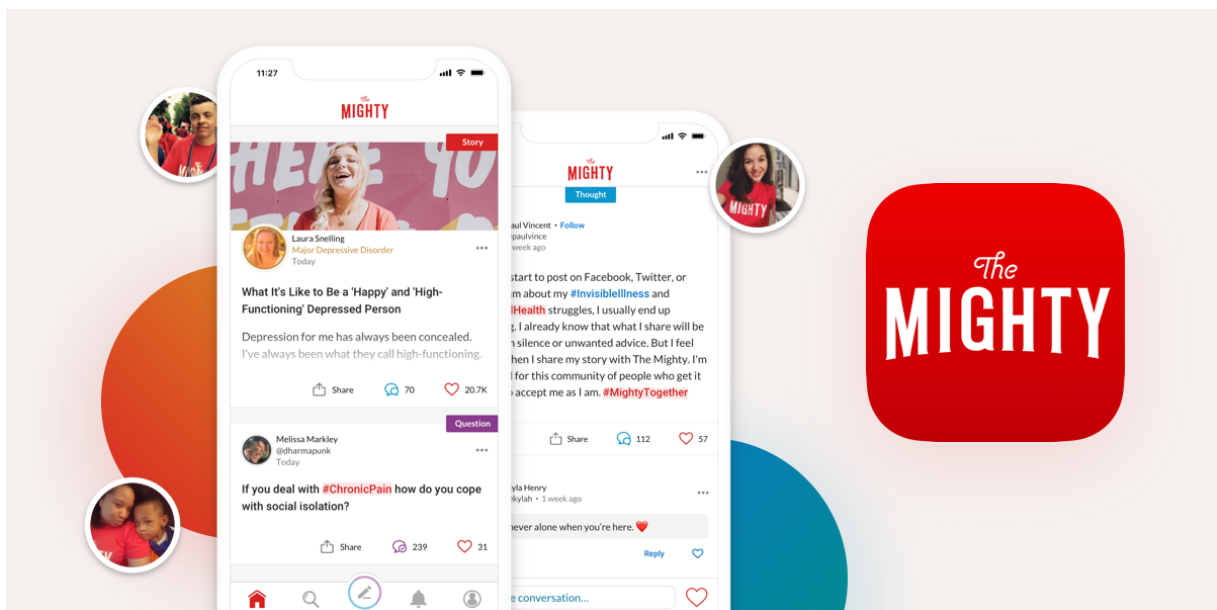 11:27
The
MIGHTY
Story
HERE YO
Laura Snelling
Major Depressive Disorder
Today
What It's Like to Be a 'Happy' and 'High-
Functioning' Depressed Person
Depression for me has always been concealed.
I've always been what they call high-functioning.
Share 70 20.7K
Question
Melissa Markley
@dharmapunk
Today
If you deal with #ChronicPain how do you cope
with social isolation?
Share 239 31
The
MIGHTY
Thought
aul Vincent • Follow
paulvince
week ago
start to post on Facebook, Twitter, or
m about my #InvisibleIllness and
lHealth struggles, I usually end up
g. I already know that what I share will be
n silence or unwanted advice. But I feel
hen I share my story with The Mighty. I'm
l for this community of people who get it
o accept me as I am. #MightyTogether
Share 112 57
yla Henry
kylah • 1 week ago
never alone when you're here. ❤️
Reply
e conversation...
MIGHTY
The
MIGHTY